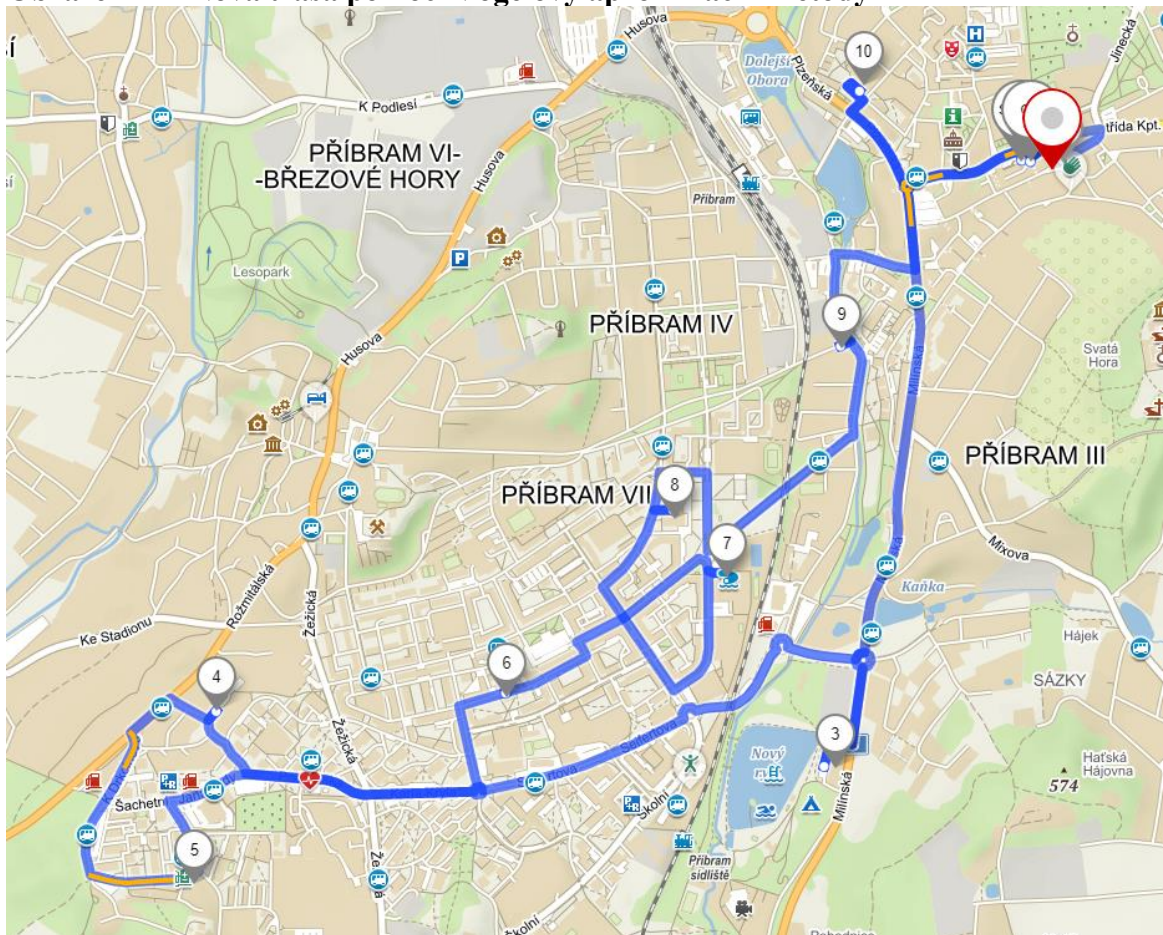 10
H
Dolejší
Obora
Plzeňská
Jinecká
K Podlesí
Husova
i
třída Kpt.
PŘÍBRAM VI-
-BŘEZOVÉ HORY
Husova
Příbram
P
Lesopark
PŘÍBRAM IV
9
Milínská
Svatá
Hora
Husova
PŘÍBRAM III
PŘÍBRAM VII
8
7
Mixova
Kaňka
Rožmitálská
Žežická
Ke Stadionu
Hájek
6
4
SÁZKY
Žežická
3
Seifertova
Nový
Haťská
Hájovna
574
P+R
Šachetní
Milínská
Školní
P+R
5
Příbram
sídliště
Školní